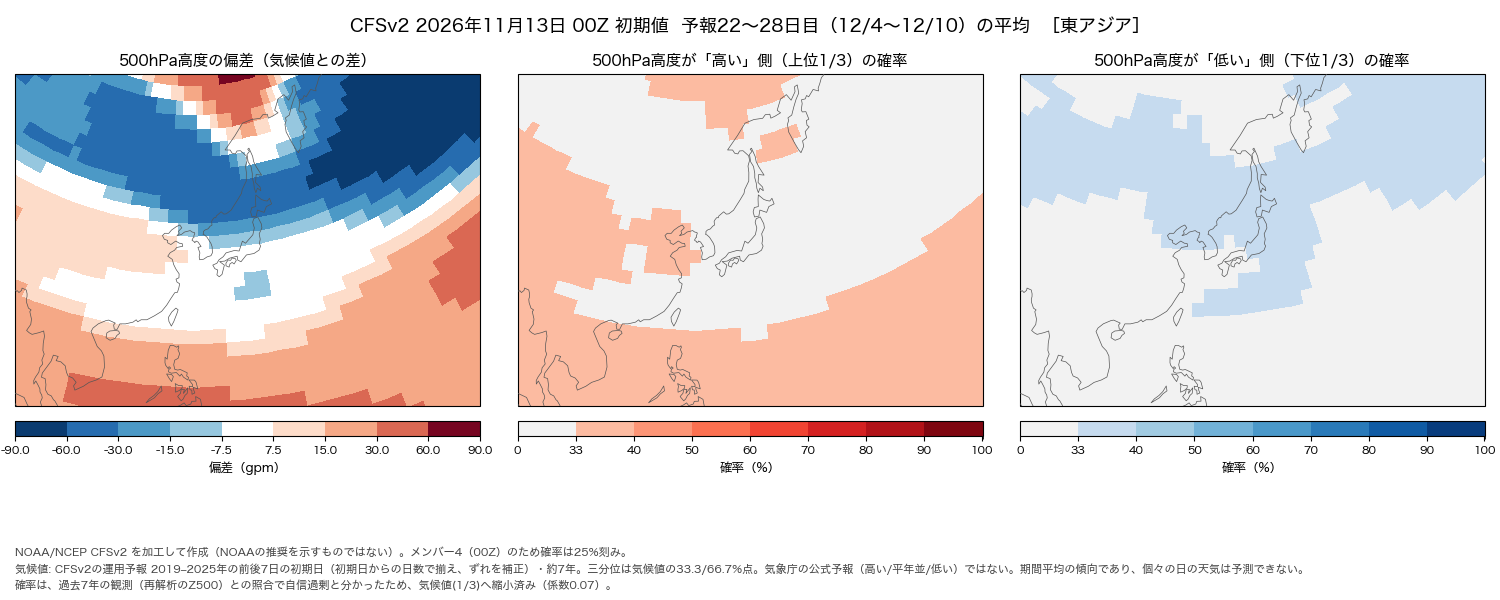 CFSv2 2026年11月13日 00Z 初期値　予報22～28日目（12/4～12/10）の平均　［東アジア］
500hPa高度の偏差（気候値との差）
500hPa高度が「高い」側（上位1/3）の確率
500hPa高度が「低い」側（下位1/3）の確率
-90.0 -60.0 -30.0 -15.0 -7.5 7.5 15.0 30.0 60.0 90.0
偏差（gpm）
0 33 40 50 60 70 80 90 100
確率（%）
0 33 40 50 60 70 80 90 100
確率（%）
NOAA/NCEP CFSv2 を加工して作成（NOAAの推奨を示すものではない）。メンバー4（00Z）のため確率は25%刻み。
気候値: CFSv2の運用予報 2019–2025年の前後7日の初期日（初期日からの日数で揃え、ずれを補正）・約7年。三分位は気候値の33.3/66.7%点。気象庁の公式予報（高い/平年並/低い）ではない。期間平均の傾向であり、個々の日の天気は予測できない。
確率は、過去7年の観測（再解析のZ500）との照合で自信過剰と分かったため、気候値(1/3)へ縮小済み（係数0.07）。